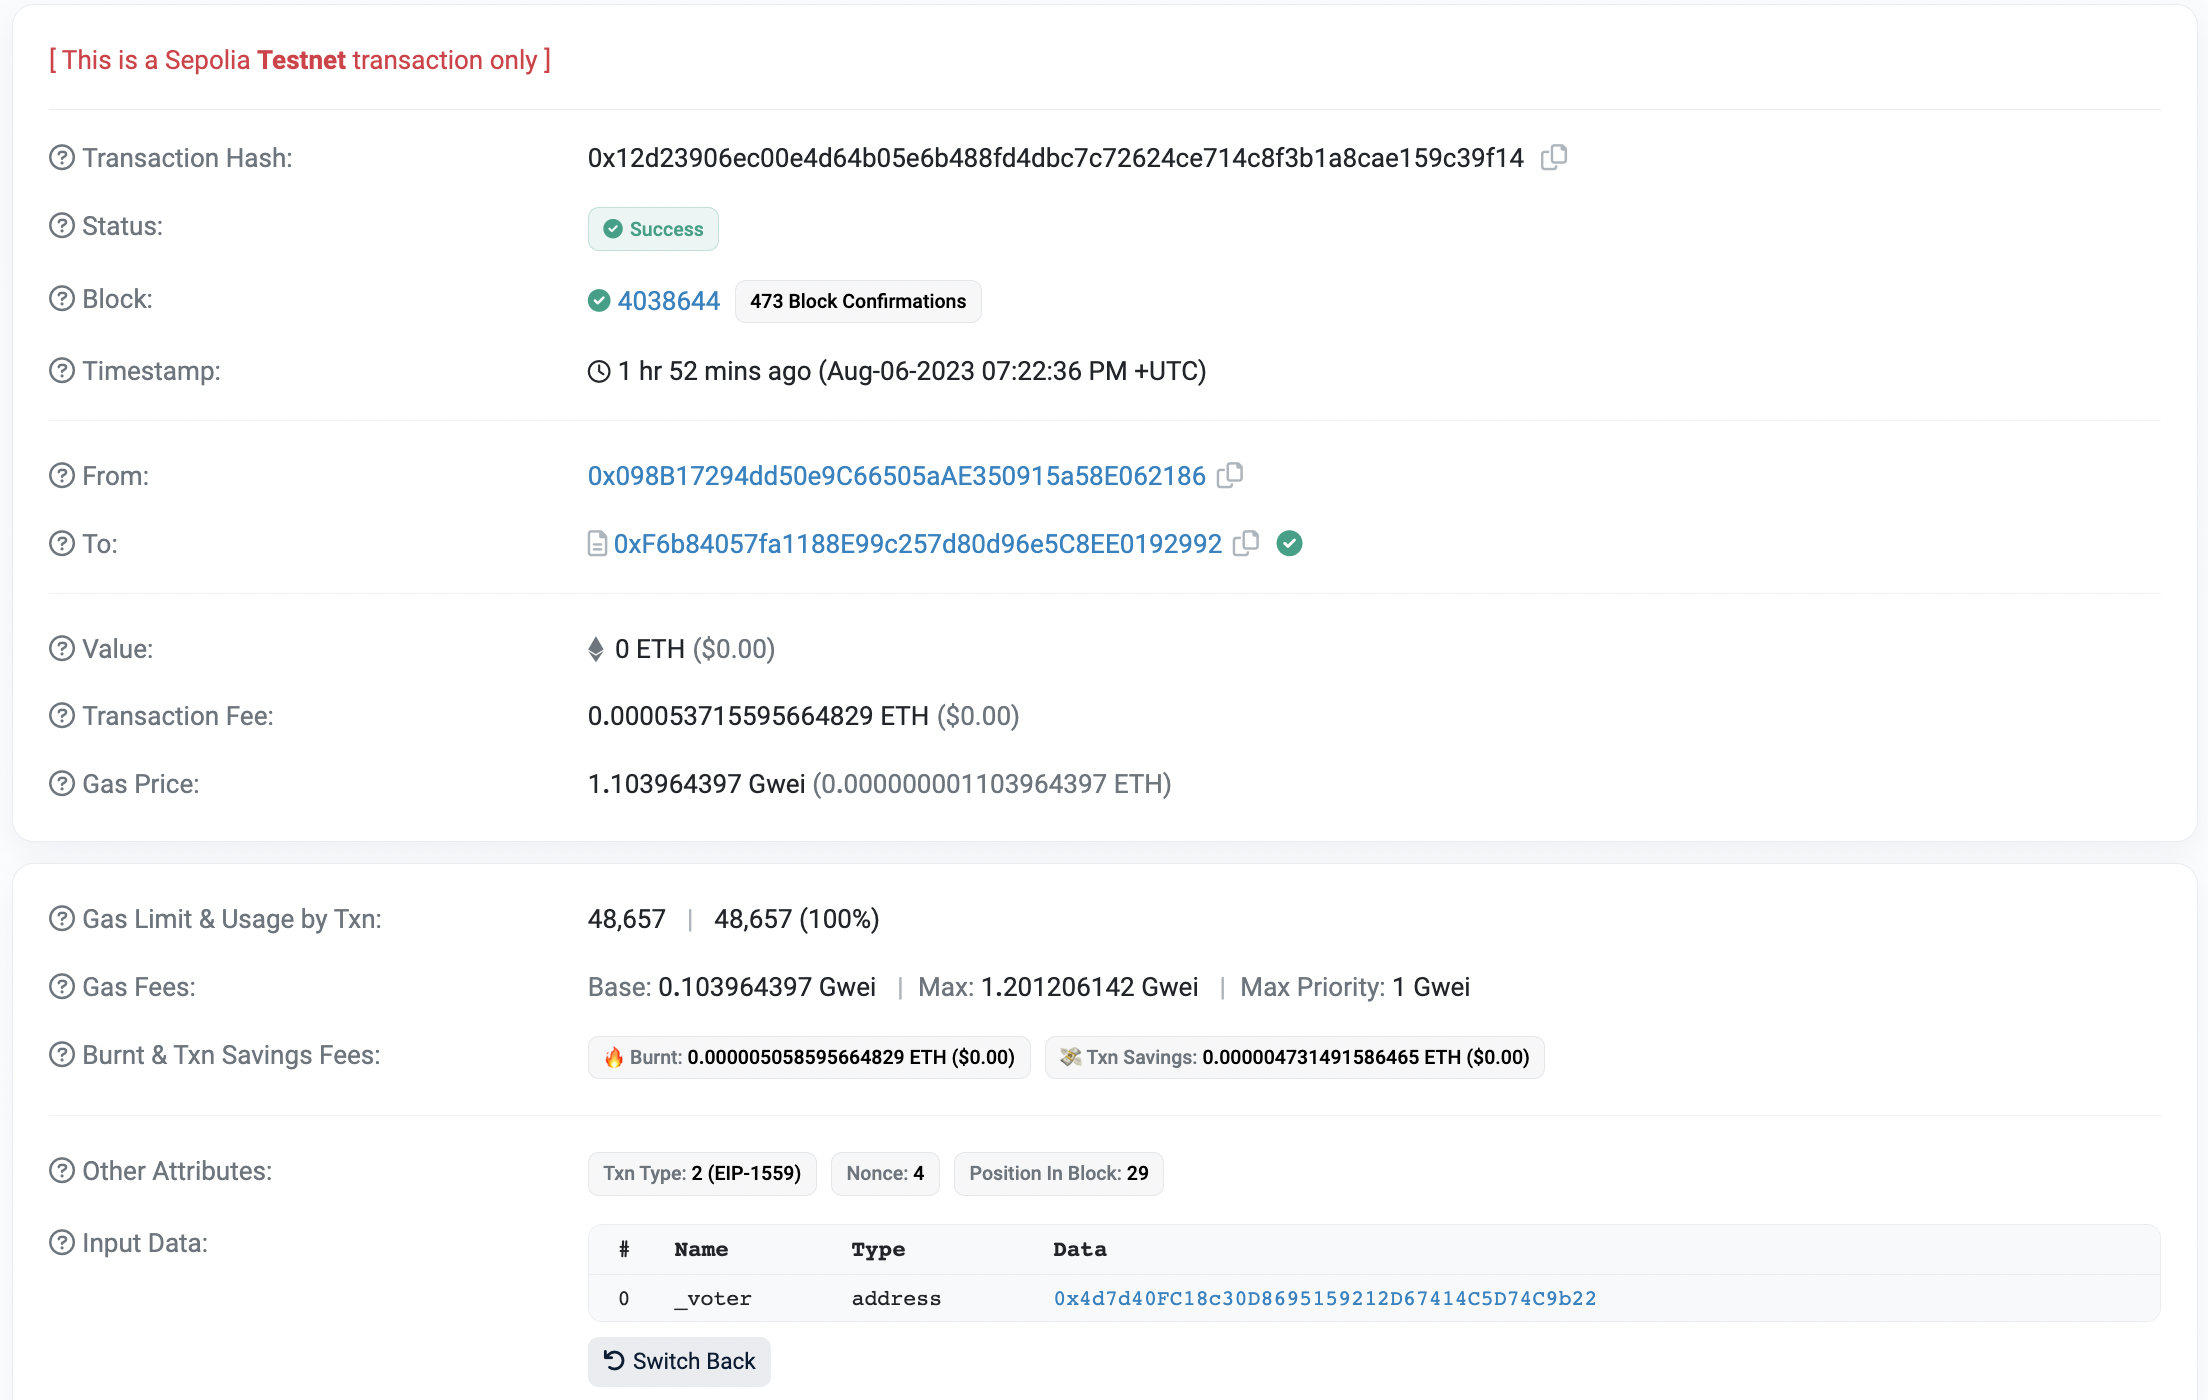 [ This is a Sepolia Testnet transaction only ]
Transaction Hash: 0x12d23906ec00e4d64b05e6b488fd4dbc7c72624ce714c8f3b1a8cae159c39f14
Status: Success
Block: 4038644 473 Block Confirmations
Timestamp: 1 hr 52 mins ago (Aug-06-2023 07:22:36 PM +UTC)
From: 0x098B17294dd50e9C66505aAE350915a58E062186
To: 0xF6b84057fa1188E99c257d80d96e5C8EE0192992
Value: 0 ETH ($0.00)
Transaction Fee: 0.000053715595664829 ETH ($0.00)
Gas Price: 1.103964397 Gwei (0.000000001103964397 ETH)
Gas Limit & Usage by Txn: 48,657 | 48,657 (100%)
Gas Fees: Base: 0.103964397 Gwei | Max: 1.201206142 Gwei | Max Priority: 1 Gwei
Burnt & Txn Savings Fees: 🔥 Burnt: 0.000005058595664829 ETH ($0.00) 💸 Txn Savings: 0.000004731491586465 ETH ($0.00)
Other Attributes: Txn Type: 2 (EIP-1559) Nonce: 4 Position In Block: 29
Input Data:
# Name Type Data
0 _voter address 0x4d7d40FC18c30D8695159212D67414C5D74C9b22
Switch Back